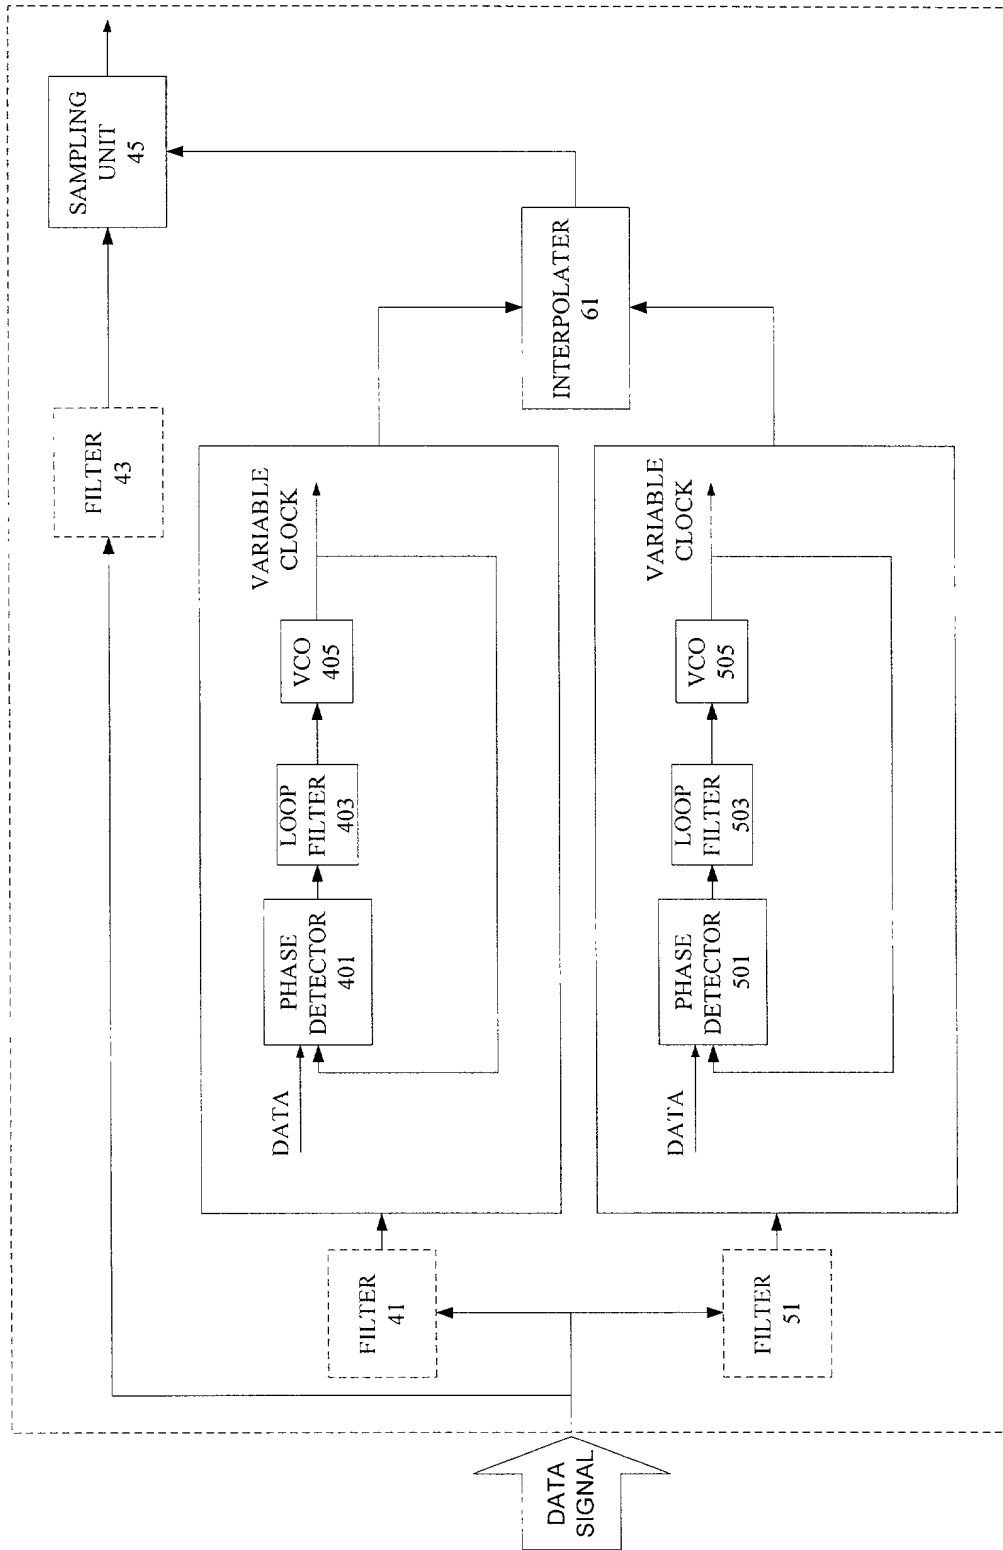 DATA
SIGNAL
FILTER
43
SAMPLING
UNIT
45
FILTER
41
DATA
PHASE
DETECTOR
401
LOOP
FILTER
403
VCO
405
VARIABLE
CLOCK
INTERPOLATER
61
FILTER
51
DATA
PHASE
DETECTOR
501
LOOP
FILTER
503
VCO
505
VARIABLE
CLOCK